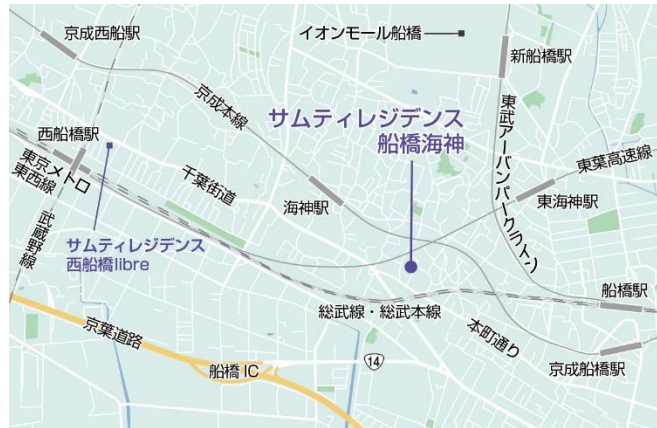 京成西船駅
イオンモール船橋
新船橋駅
京成本線
サムティレジデンス
船橋海神
西船橋駅
東武アーバンパークラトン
東京メトロ
東西線
千葉街道
東葉高速線
海神駅
東海神駅
武蔵野線
サムティレジデンス
西船橋libre
船橋駅
総武線・総武本線
京葉道路
本町通り
船橋 IC
14
京成船橋駅